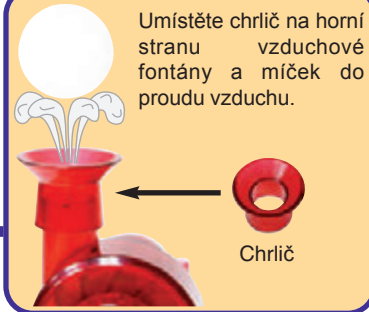 Umístěte chrlič na horní
stranu vzduchové
fontány a míček do
proudu vzduchu.
Chrlič